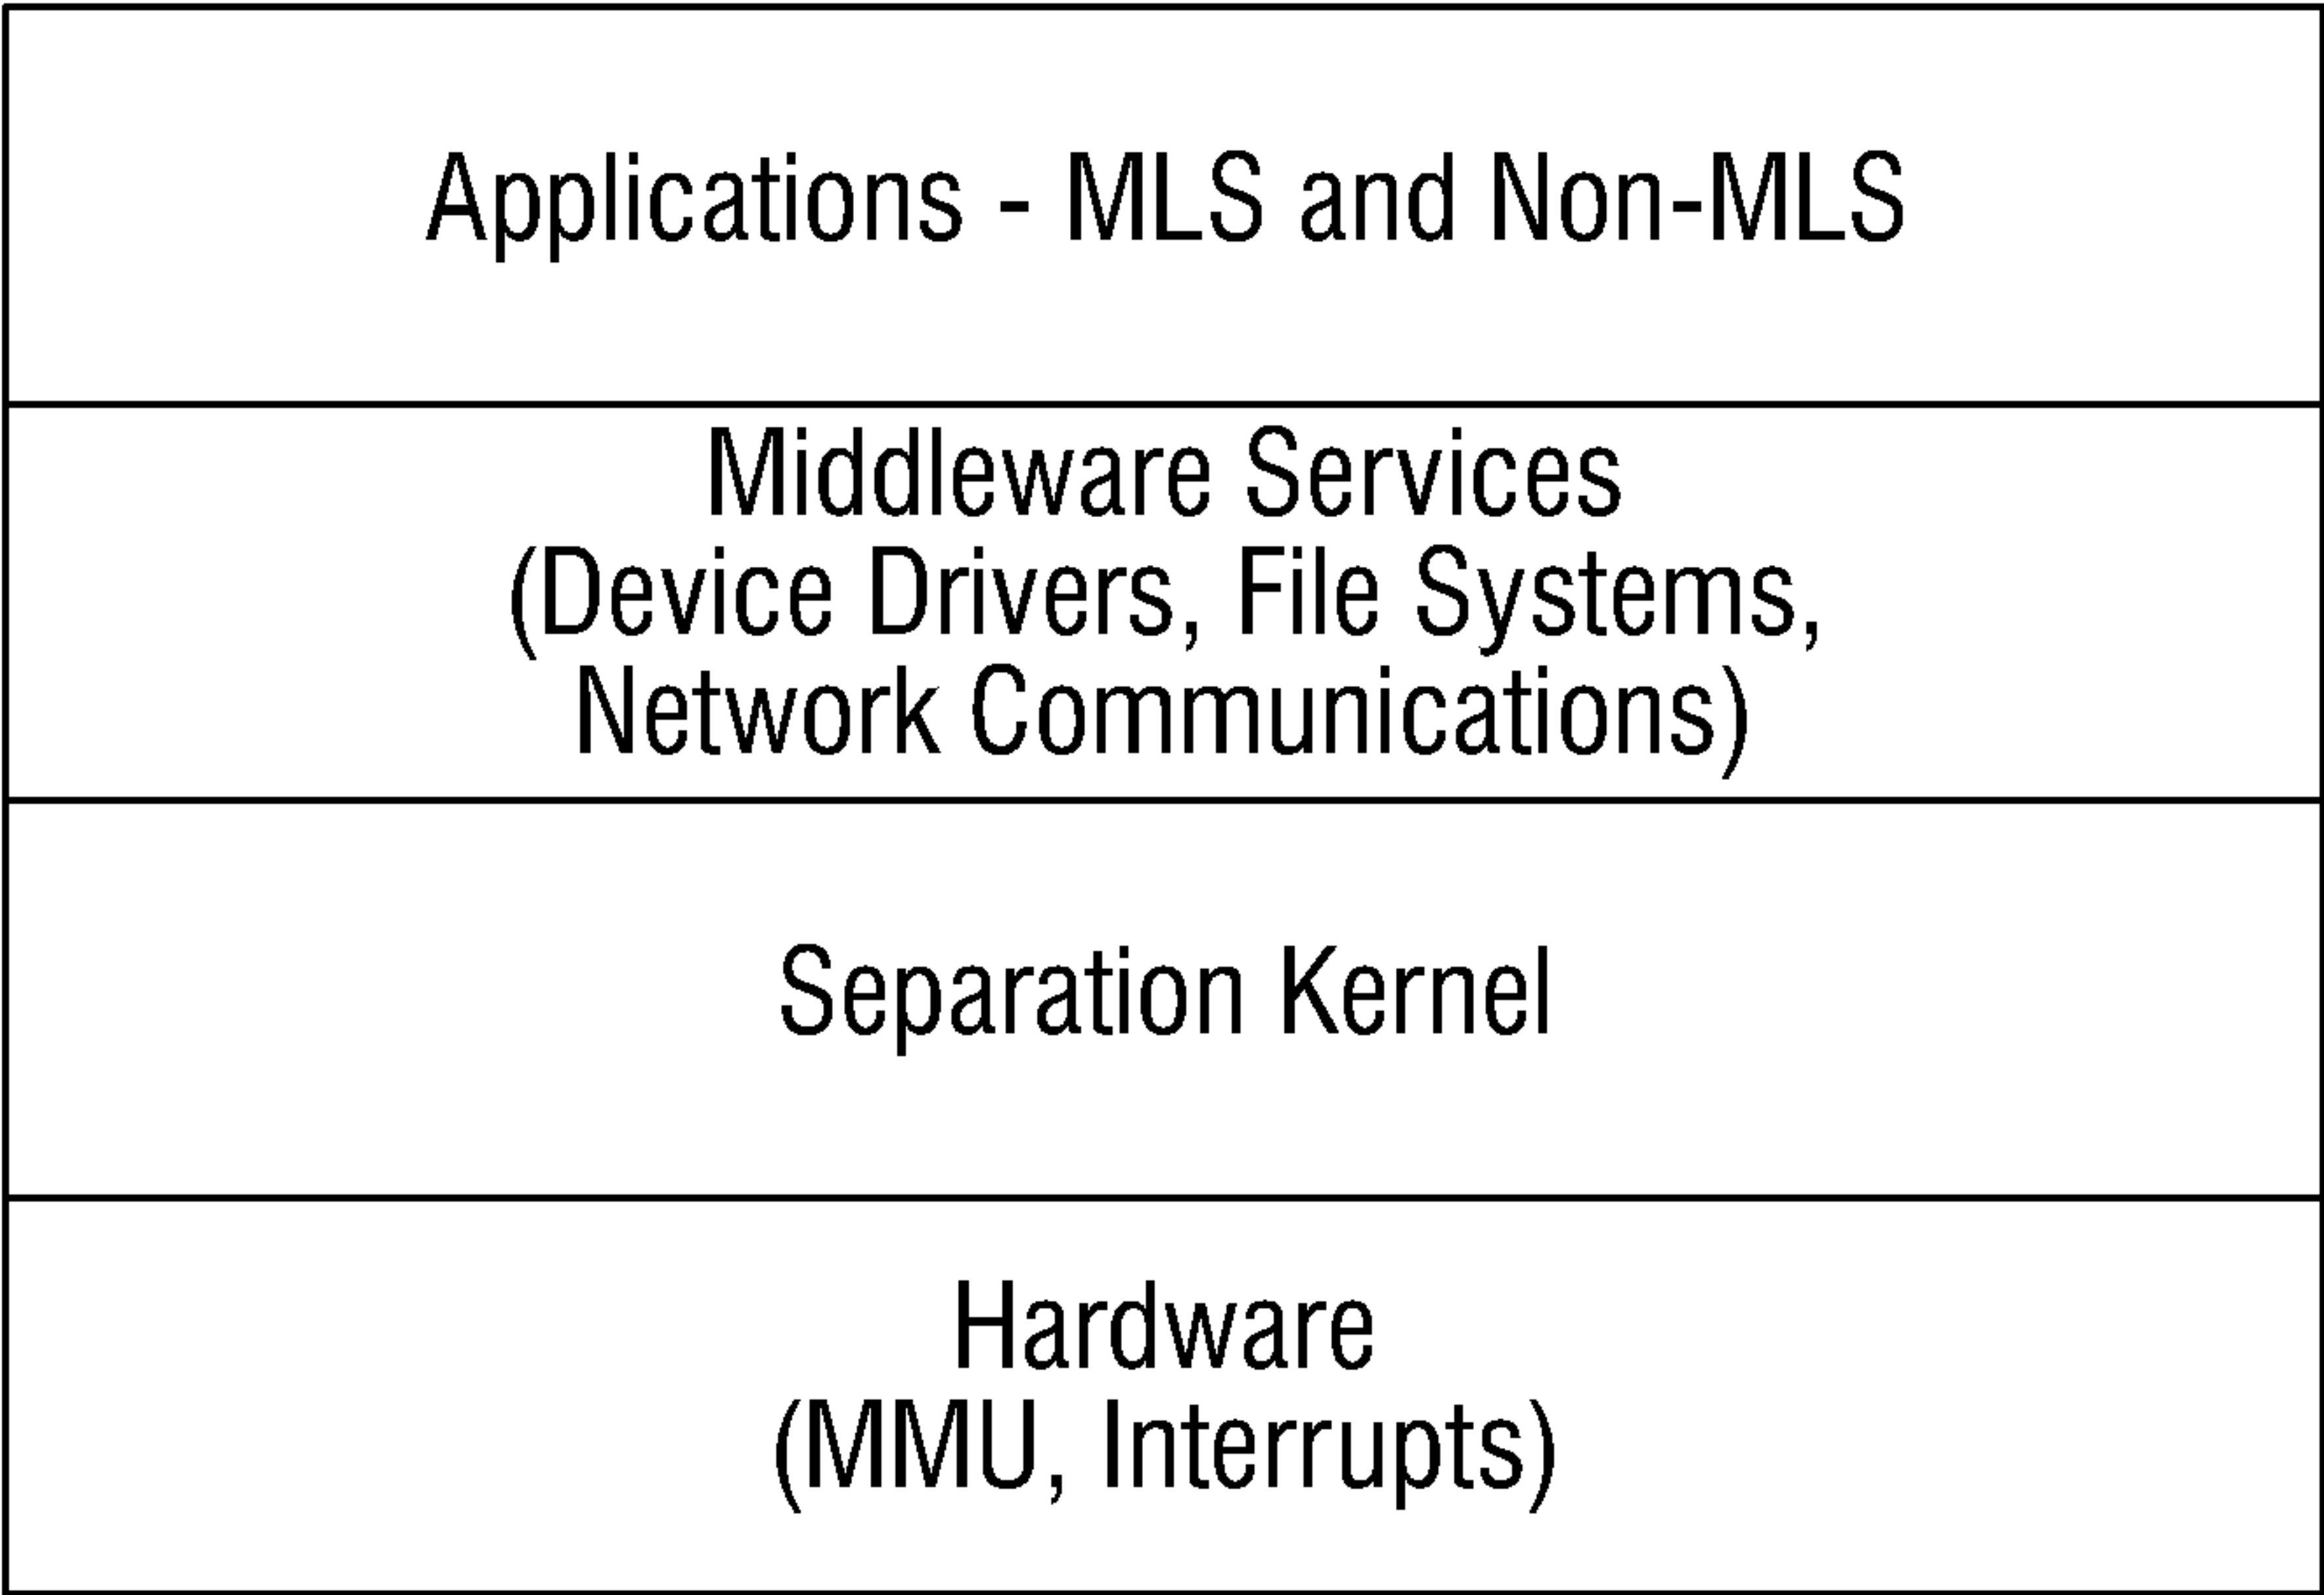 Applications - MLS and Non-MLS
Middleware Services
(Device Drivers, File Systems,
Network Communications)
Separation Kernel
Hardware
(MMU, Interrupts)